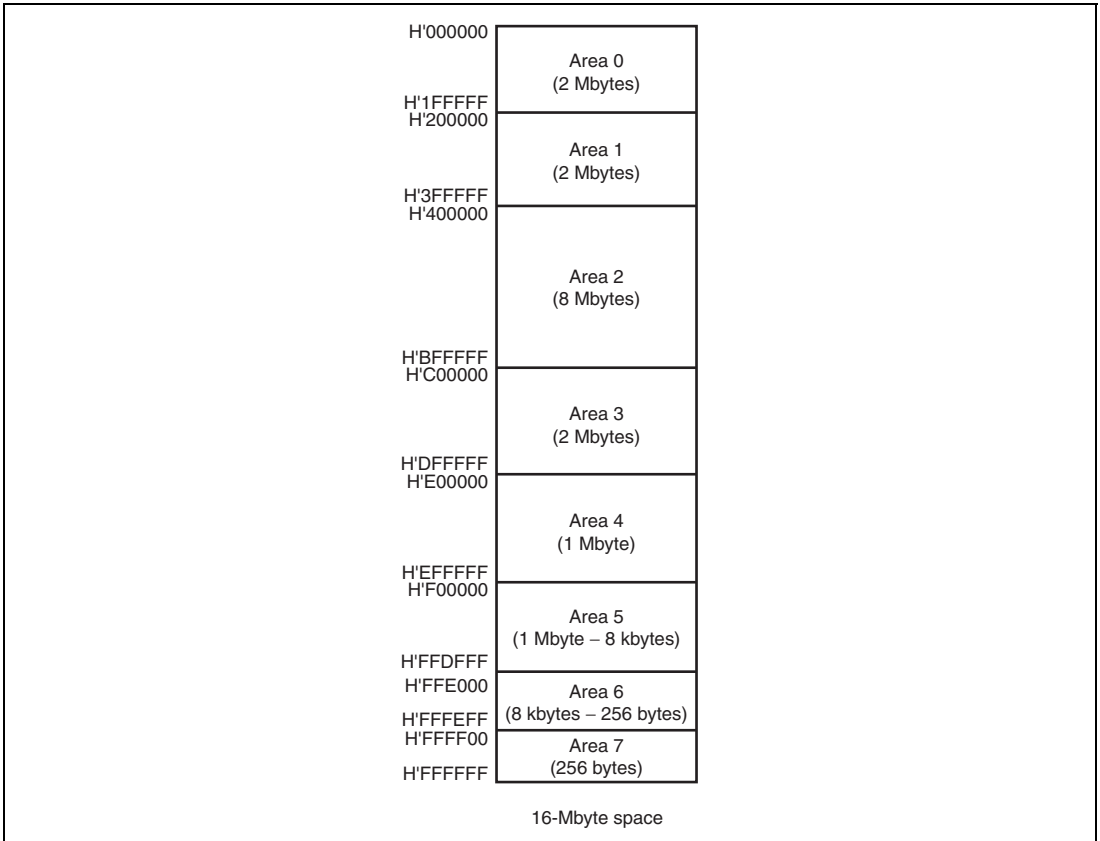 H'000000
Area 0
(2 Mbytes)
H'1FFFFF
H'200000
Area 1
(2 Mbytes)
H'3FFFFF
H'400000
Area 2
(8 Mbytes)
H'BFFFFF
H'C00000
Area 3
(2 Mbytes)
H'DFFFFF
H'E00000
Area 4
(1 Mbyte)
H'EFFFFF
H'F00000
Area 5
(1 Mbyte – 8 kbytes)
H'FFDFFF
H'FFE000
Area 6
(8 kbytes – 256 bytes)
H'FFFEFF
H'FFFF00
Area 7
(256 bytes)
H'FFFFFF
16-Mbyte space